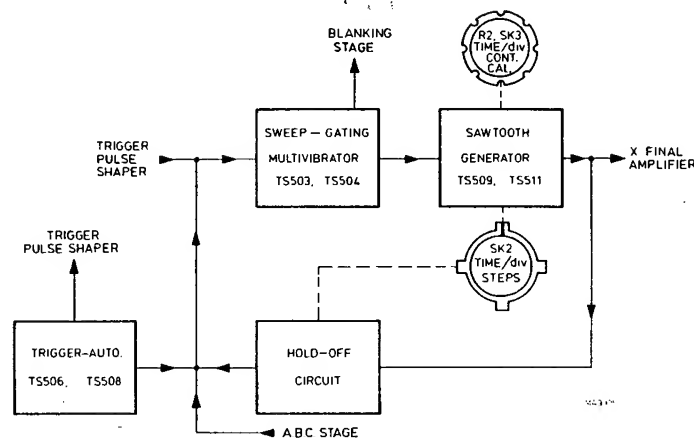 BLANKING
STAGE
R2, SK3
TIME/div
CONT.
CAL.
TRIGGER
PULSE
SHAPER
SWEEP – GATING
MULTIVIBRATOR
TS503, TS504
SAWTOOTH
GENERATOR
TS509, TS511
X FINAL
AMPLIFIER
TRIGGER
PULSE SHAPER
SK2
TIME/div
STEPS
TRIGGER-AUTO.
TS506, TS508
HOLD-OFF
CIRCUIT
ABC STAGE